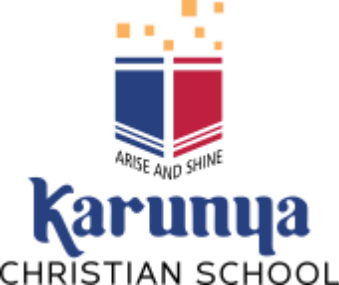 ARISE AND SHINE
Karunya
CHRISTIAN SCHOOL